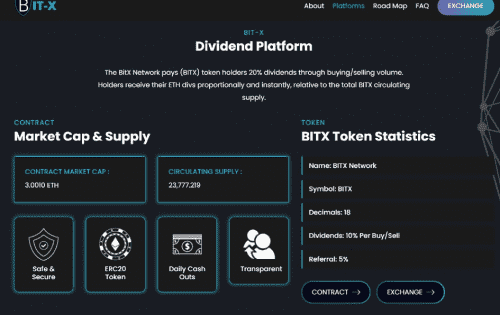 BIT-X
About Platforms Road Map FAQ EXCHANGE
BIT-X
Dividend Platform
The BitX Network pays (BITX) token holders 20% dividends through buying/selling volume.
Holders receive their ETH divs proportionally and instantly, relative to the total BITX circulating
supply.
CONTRACT
Market Cap & Supply
CONTRACT MARKET CAP :
3.0010 ETH
CIRCULATING SUPPLY :
23,777.219
Safe &
Secure
ERC20
Token
Daily Cash
Outs
Transparent
TOKEN
BITX Token Statistics
Name: BITX Network
Symbol: BITX
Decimals: 18
Dividends: 10% Per Buy/Sell
Referral: 5%
CONTRACT →
EXCHANGE →